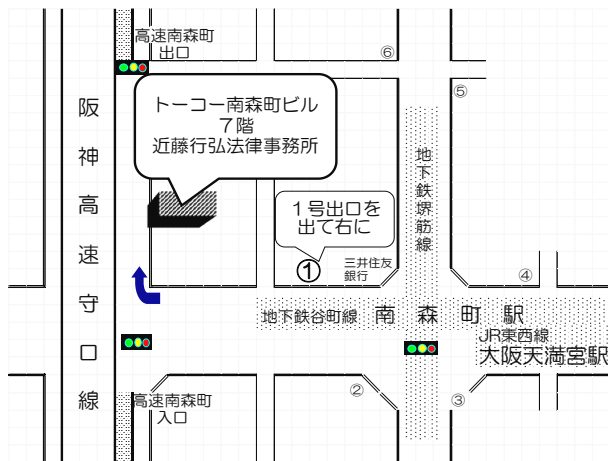 高速南森町
出口
⑥
⑤
阪神高速守口線
トーコー南森町ビル
７階
近藤行弘法律事務所
地下鉄堺筋線
１号出口を
出て右に
①
三井住友
銀行
④
地下鉄谷町線 南森町駅
JR東西線
大阪天満宮駅
②
③
高速南森町
入口